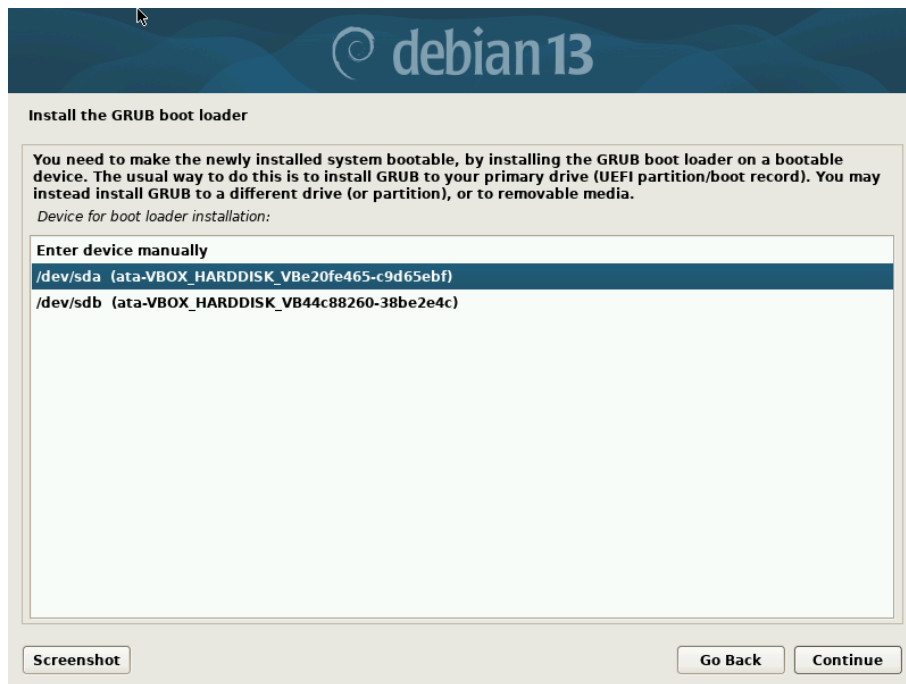 debian 13
Install the GRUB boot loader
You need to make the newly installed system bootable, by installing the GRUB boot loader on a bootable
device. The usual way to do this is to install GRUB to your primary drive (UEFI partition/boot record). You may
instead install GRUB to a different drive (or partition), or to removable media.
Device for boot loader installation:
Enter device manually
/dev/sda (ata-VBOX_HARDDISK_VBe20fe465-c9d65ebf)
/dev/sdb (ata-VBOX_HARDDISK_VB44c88260-38be2e4c)
Screenshot
Go Back
Continue